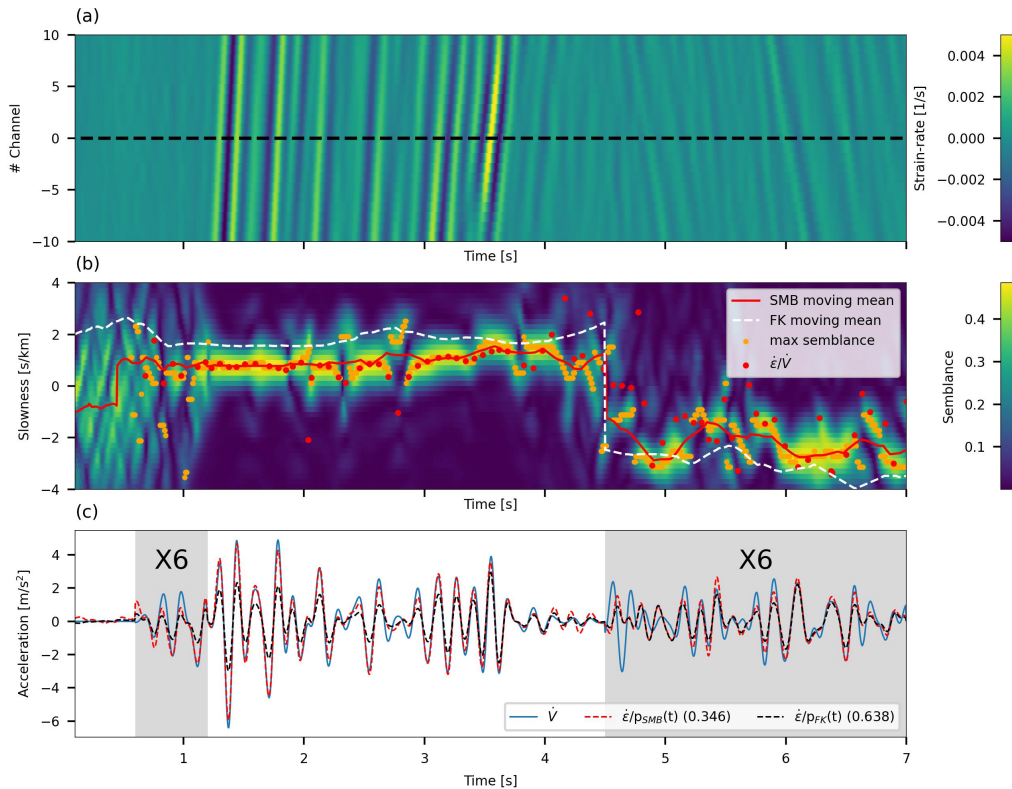 (a)
# Channel
10
5
0
−5
−10
Time [s]
Strain-rate [1/s]
0.004
0.002
0.000
−0.002
−0.004
(b)
Slowness [s/km]
4
2
0
−2
−4
SMB moving mean
FK moving mean
max semblance
ε̇/V̇
Time [s]
Semblance
0.4
0.3
0.2
0.1
(c)
Acceleration [m/s²]
4
2
0
−2
−4
−6
X6
X6
V̇
ε̇/pSMB(t) (0.346)
ε̇/pFK(t) (0.638)
1 2 3 4 5 6 7
Time [s]